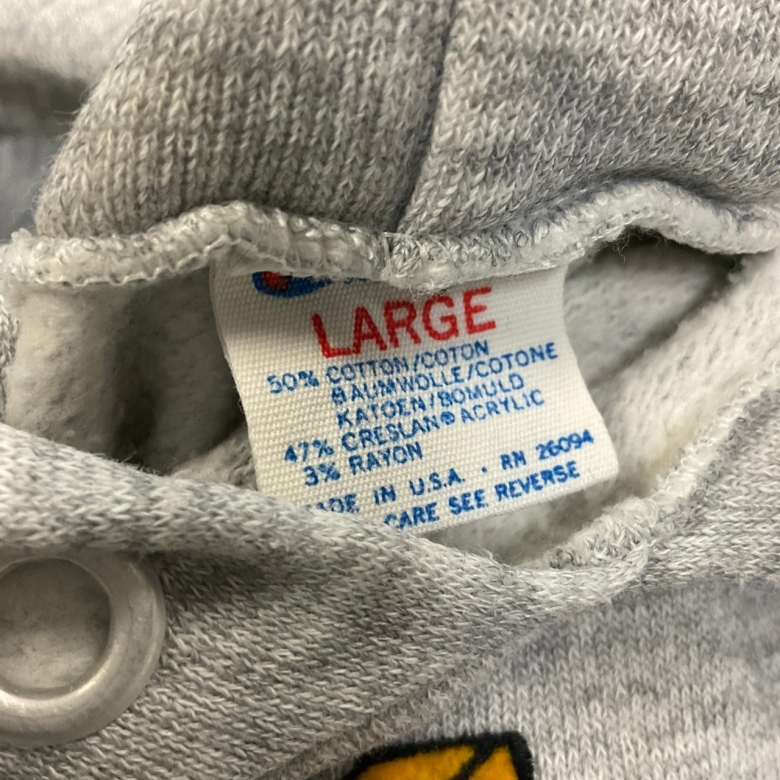 LARGE
50% COTTON/COTON
BAUMWOLLE/COTONE
KATOEN/BOMULD
47% CRESLAN® ACRYLIC
3% RAYON
MADE IN U.S.A. · RN 26094
CARE SEE REVERSE